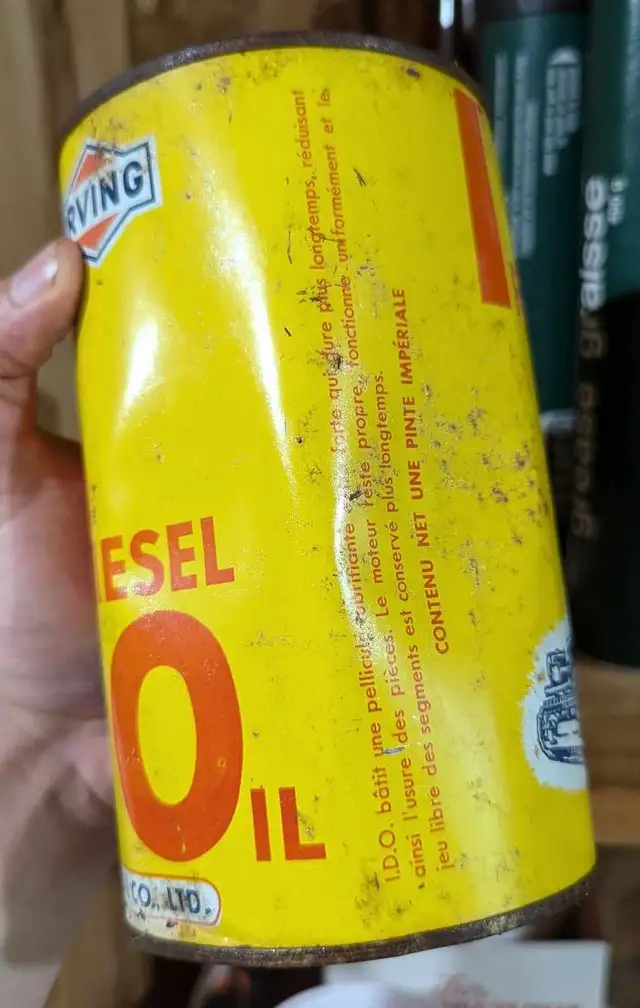 RVING
ESEL
OIL
CO., LTD.
I.D.O. bâtit une pellicule lubrifiante forte qui dure plus longtemps, réduisant
ainsi l'usure des pièces. Le moteur reste propre, fonctionne uniformément et le
jeu libre des segments est conservé plus longtemps.
CONTENU NET UNE PINTE IMPÉRIALE
I
grease graisse